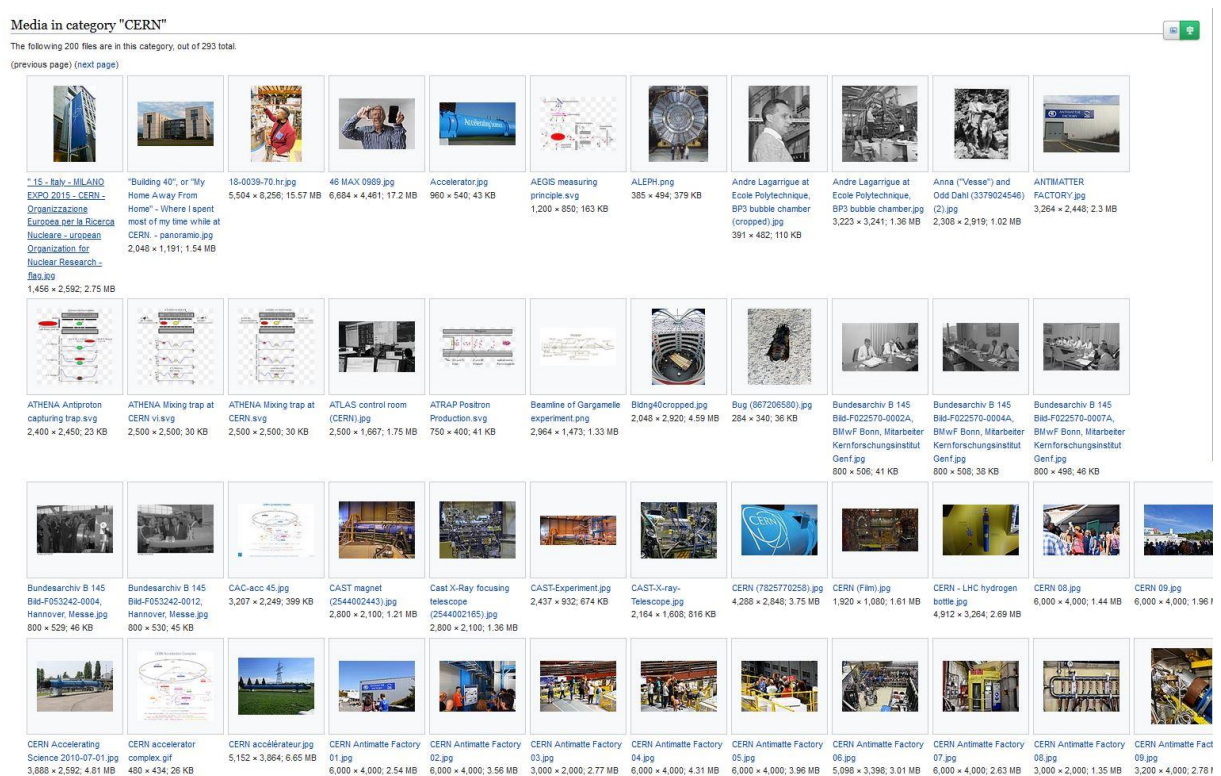 Media in category "CERN"
The following 200 files are in this category, out of 293 total.
(previous page) (next page)
" 15 - Italy - MILANO
EXPO 2015 - CERN -
Organizzazione
Europea per la Ricerca
Nucleare - uropean
Organization for
Nuclear Research -
flag.jpg
1,456 × 2,592; 2.75 MB
"Building 40", or "My
Home Away From
Home" - Where I spent
most of my time while at
CERN. - panoramio.jpg
2,048 × 1,191; 1.54 MB
18-0039-70.hr.jpg
5,504 × 8,256; 15.57 MB
46 MAX 0989.jpg
6,684 × 4,461; 17.2 MB
Accelerator.jpg
960 × 540; 43 KB
AEGIS measuring
principle.svg
1,200 × 850; 163 KB
ALEPH.png
385 × 494; 379 KB
Andre Lagarrigue at
Ecole Polytechnique,
BP3 bubble chamber
(cropped).jpg
391 × 482; 110 KB
Andre Lagarrigue at
Ecole Polytechnique,
BP3 bubble chamber.jpg
3,223 × 3,241; 1.36 MB
Anna ("Vesse") and
Odd Dahl (3379024546)
(2).jpg
2,308 × 2,919; 1.02 MB
ANTIMATTER
FACTORY
ANTIMATTER
FACTORY.jpg
3,264 × 2,448; 2.3 MB
ATHENA Antiproton
capturing trap.svg
2,400 × 2,450; 23 KB
ATHENA Mixing trap at
CERN vi.svg
2,500 × 2,500; 30 KB
ATHENA Mixing trap at
CERN.svg
2,500 × 2,500; 30 KB
ATLAS control room
(CERN).jpg
2,500 × 1,667; 1.75 MB
ATRAP Positron
Production.svg
750 × 400; 41 KB
Beamline of Gargamelle
experiment.png
2,964 × 1,473; 1.33 MB
Bldng40cropped.jpg
2,048 × 2,920; 4.59 MB
Bug (867206580).jpg
284 × 340; 36 KB
Bundesarchiv B 145
Bild-F022570-0002A,
BMwF Bonn, Mitarbeiter
Kernforschungsinstitut
Genf.jpg
800 × 506; 41 KB
Bundesarchiv B 145
Bild-F022570-0004A,
BMwF Bonn, Mitarbeiter
Kernforschungsinstitut
Genf.jpg
800 × 508; 38 KB
Bundesarchiv B 145
Bild-F022570-0007A,
BMwF Bonn, Mitarbeiter
Kernforschungsinstitut
Genf.jpg
800 × 498; 46 KB
Bundesarchiv B 145
Bild-F053242-0004,
Hannover, Messe.jpg
800 × 529; 46 KB
Bundesarchiv B 145
Bild-F053242-0012,
Hannover, Messe.jpg
800 × 530; 45 KB
CAC-acc 45.jpg
3,207 × 2,249; 399 KB
CAST magnet
(2544002443).jpg
2,800 × 2,100; 1.21 MB
Cast X-Ray focusing
telescope
(2544002165).jpg
2,800 × 2,100; 1.36 MB
CAST-Experiment.jpg
2,437 × 932; 674 KB
CAST-X-ray-
Telescope.jpg
2,164 × 1,608; 816 KB
CERN
CERN (7825770258).jpg
4,288 × 2,848; 3.75 MB
CERN (Film).jpg
1,920 × 1,080; 1.61 MB
CERN - LHC hydrogen
bottle.jpg
4,912 × 3,264; 2.69 MB
CERN 08.jpg
6,000 × 4,000; 1.44 MB
CERN 09.jpg
6,000 × 4,000; 1.96
CERN Accelerating
Science 2010-07-01.jpg
3,888 × 2,592; 4.81 MB
CERN accelerator
complex.gif
480 × 434; 26 KB
CERN accélérateur.jpg
5,152 × 3,864; 6.65 MB
CERN Antimatte Factory
01.jpg
6,000 × 4,000; 2.54 MB
CERN Antimatte Factory
02.jpg
6,000 × 4,000; 3.56 MB
CERN Antimatte Factory
03.jpg
3,000 × 2,000; 2.77 MB
CERN Antimatte Factory
04.jpg
6,000 × 4,000; 4.31 MB
CERN Antimatte Factory
05.jpg
6,000 × 4,000; 3.96 MB
CERN Antimatte Factory
06.jpg
5,098 × 3,398; 3.01 MB
CERN Antimatte Factory
07.jpg
6,000 × 4,000; 2.63 MB
CERN Antimatte Factory
08.jpg
3,000 × 2,000; 1.35 MB
CERN Antimatte Fact
09.jpg
3,200 × 4,000; 2.78